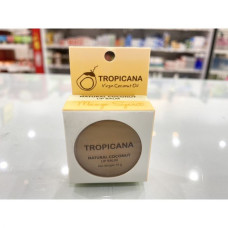 TROPICANA
Virgin Coconut Oil
TROPICANA
NATURAL COCONUT
LIP BALM